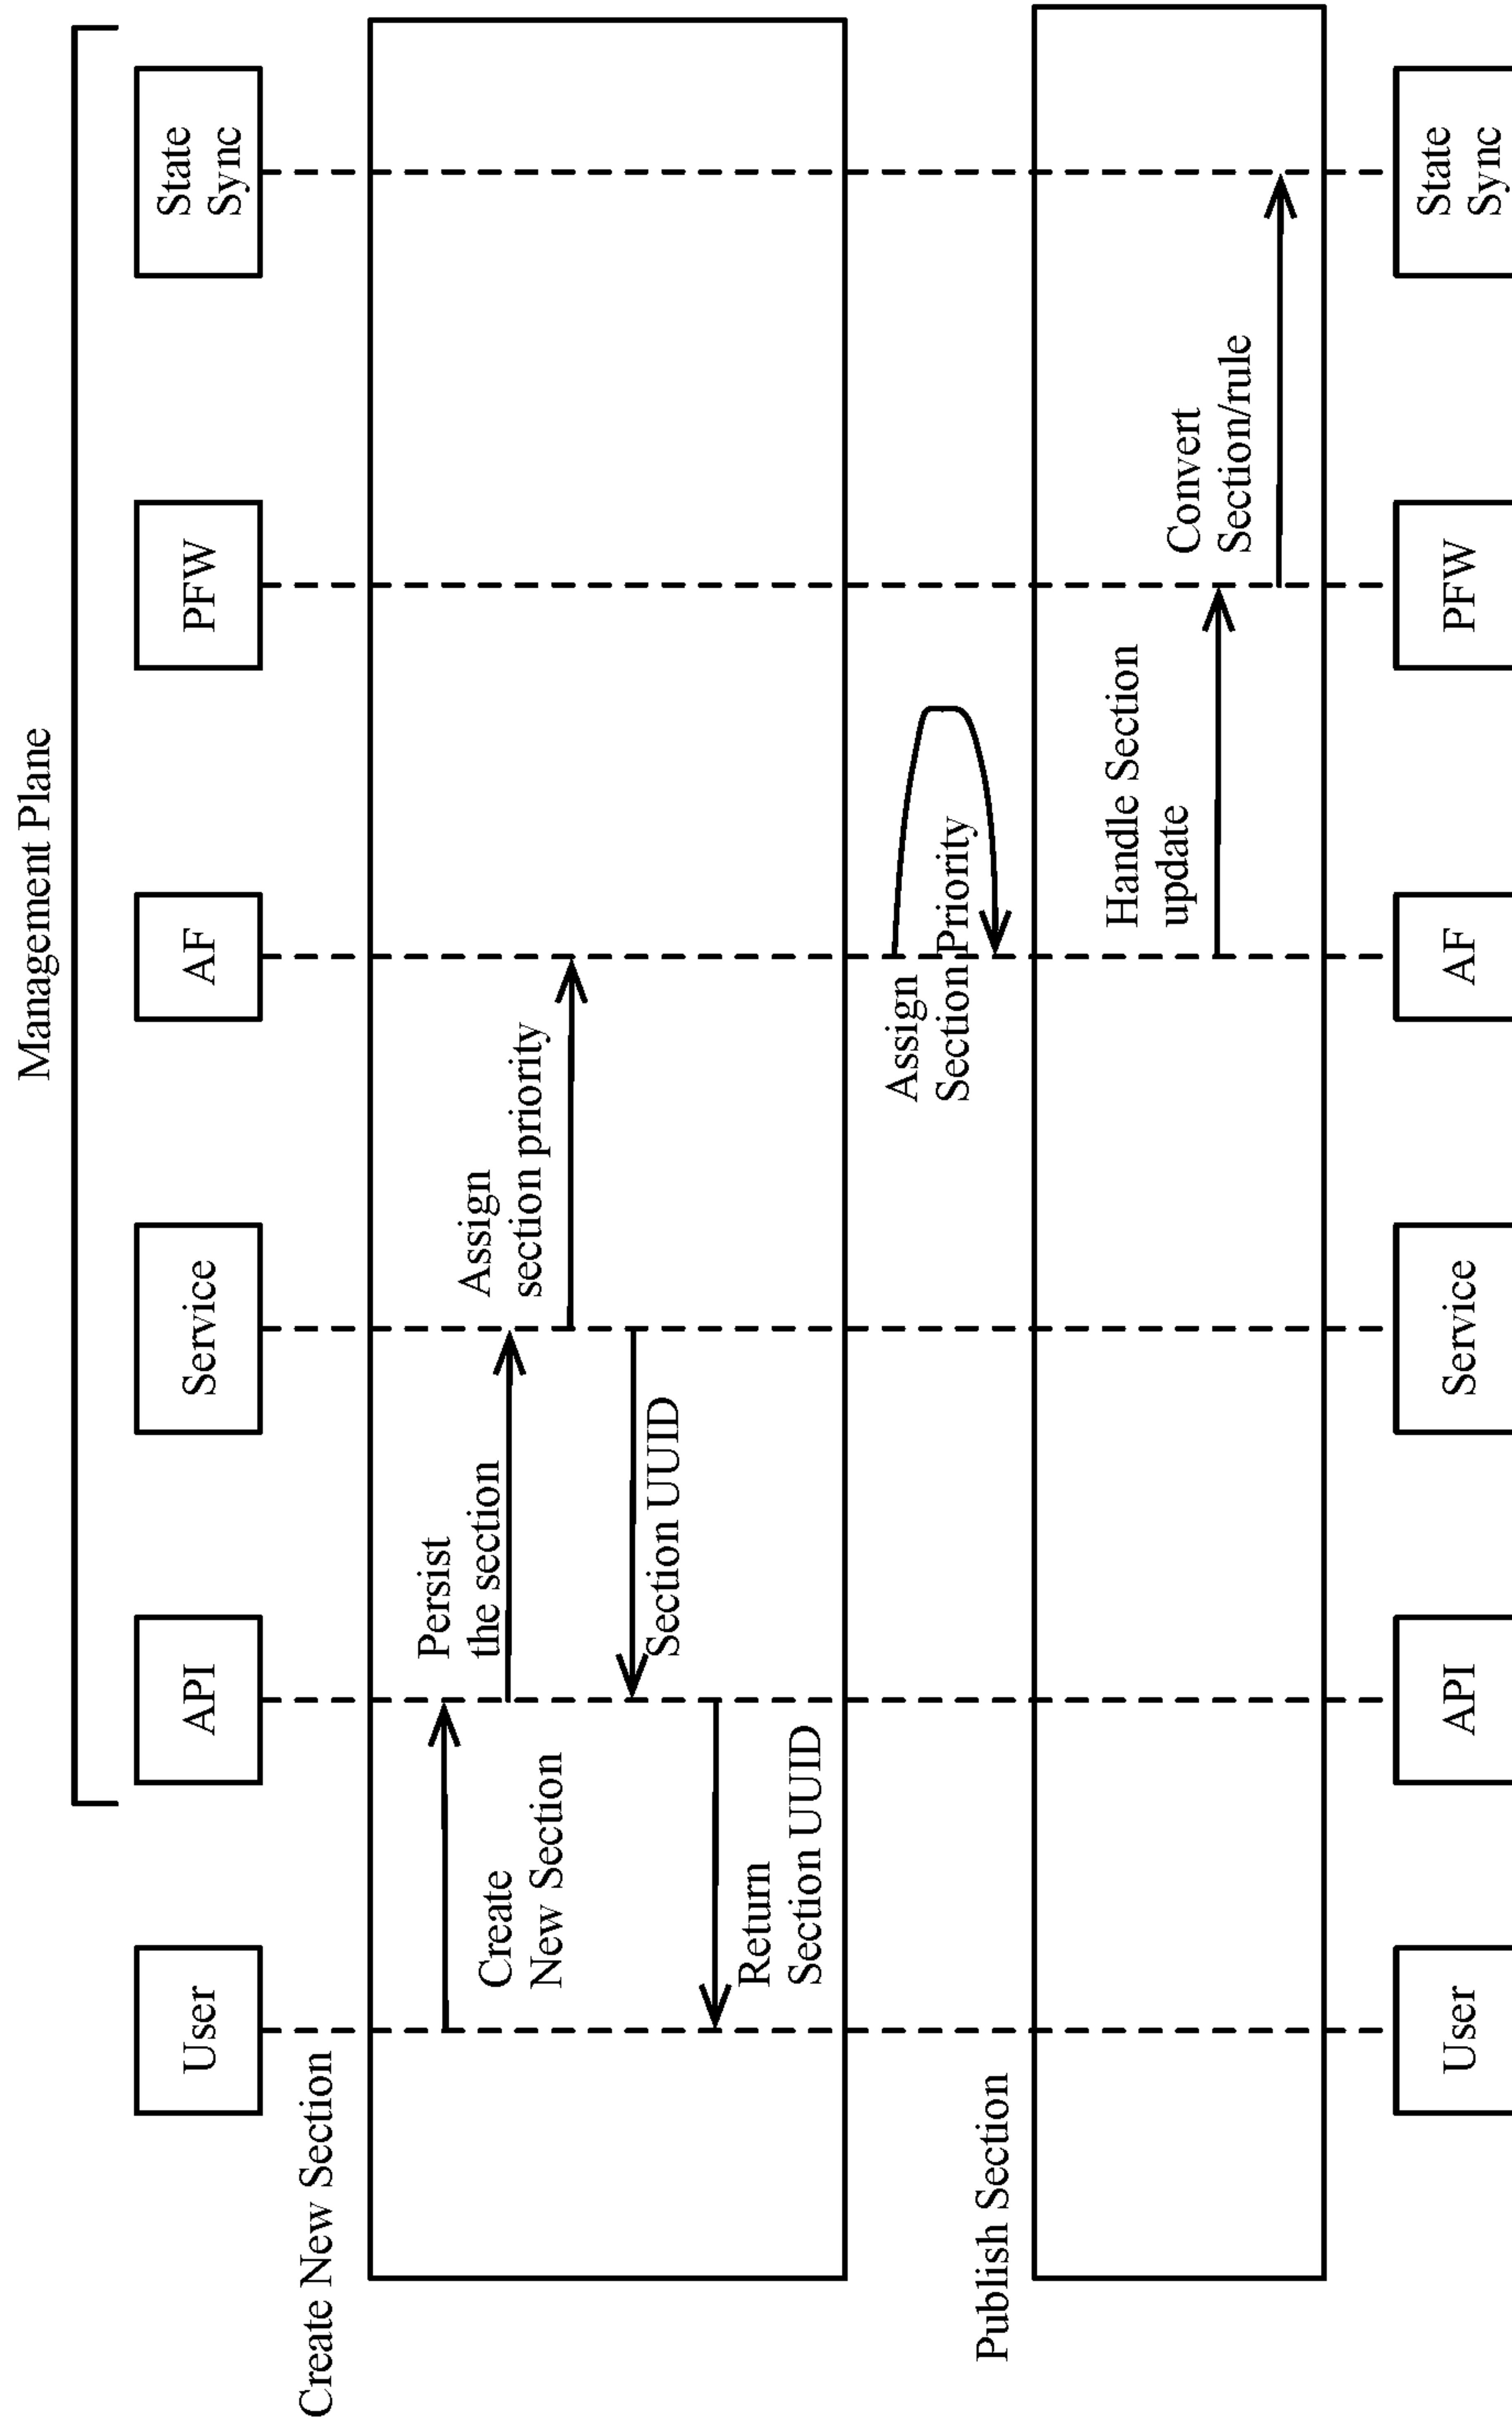 Management Plane
User
API
Service
AF
PFW
State
Sync
Create New Section
Create
New Section
Persist
the section
Assign
section priority
Section UUID
Return
Section UUID
Assign
Section Priority
Publish Section
Handle Section
update
Convert
Section/rule
User
API
Service
AF
PFW
State
Sync